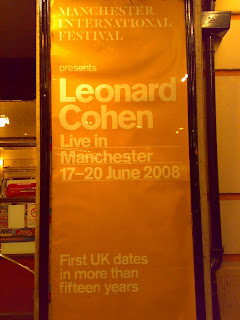 MANCHESTER
INTERNATIONAL
FESTIVAL
presents
Leonard
Cohen
Live in
Manchester
17–20 June 2008
First UK dates
in more than
fifteen years